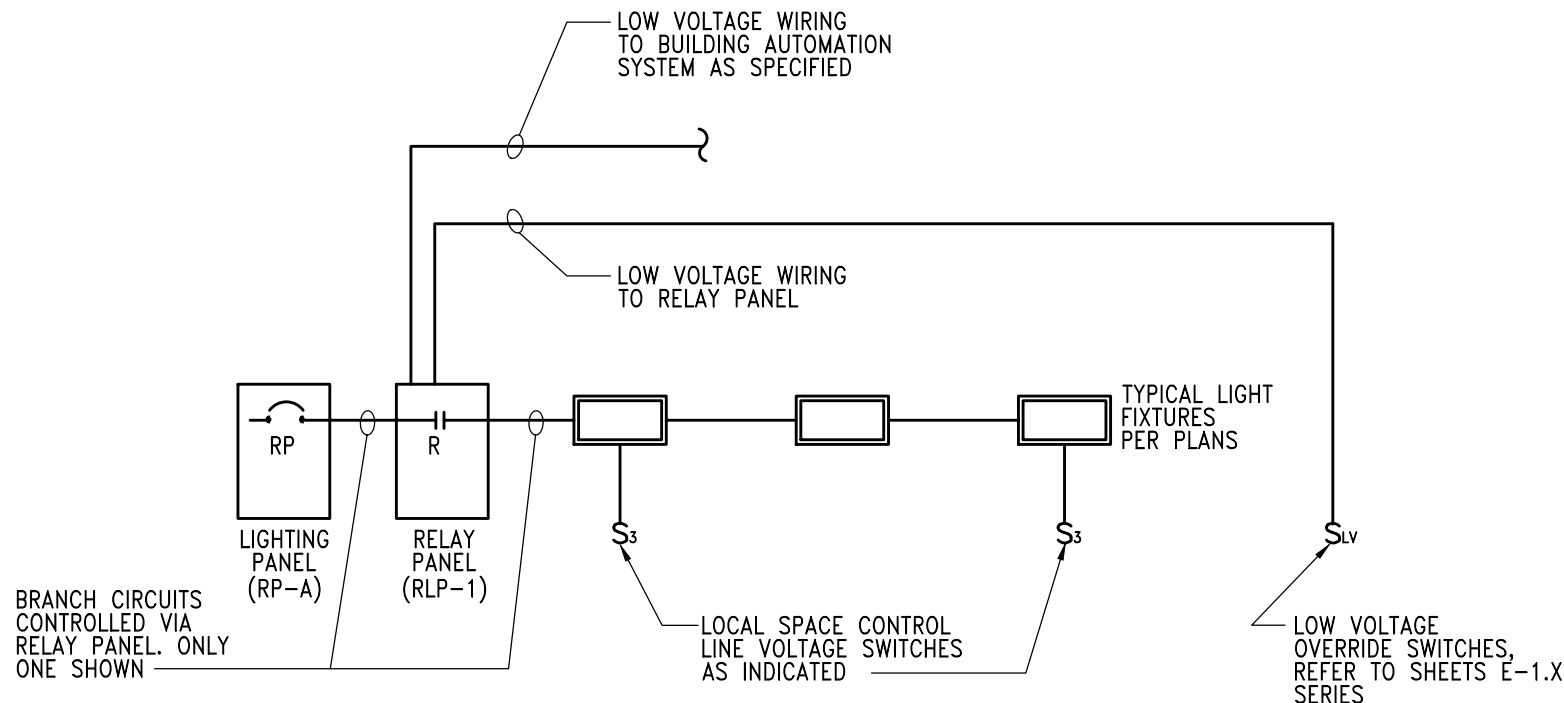 LOW VOLTAGE WIRING
TO BUILDING AUTOMATION
SYSTEM AS SPECIFIED
LOW VOLTAGE WIRING
TO RELAY PANEL
TYPICAL LIGHT
FIXTURES
PER PLANS
RP
R
LIGHTING
PANEL
(RP-A)
RELAY
PANEL
(RLP-1)
S3
S3
SLV
BRANCH CIRCUITS
CONTROLLED VIA
RELAY PANEL. ONLY
ONE SHOWN
LOCAL SPACE CONTROL
LINE VOLTAGE SWITCHES
AS INDICATED
LOW VOLTAGE
OVERRIDE SWITCHES,
REFER TO SHEETS E-1.X
SERIES